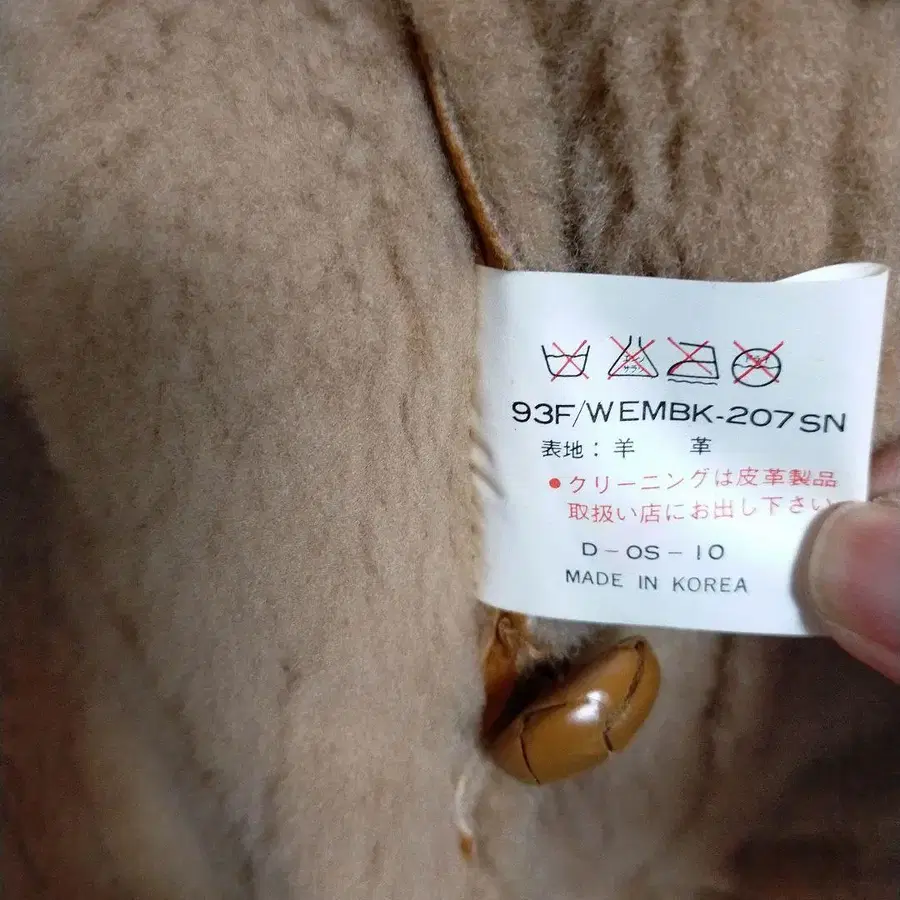 93F/WEMBK-207SN
表地：羊　革
●クリーニングは皮革製品
取扱い店にお出し下さい
D-OS-10
MADE IN KOREA